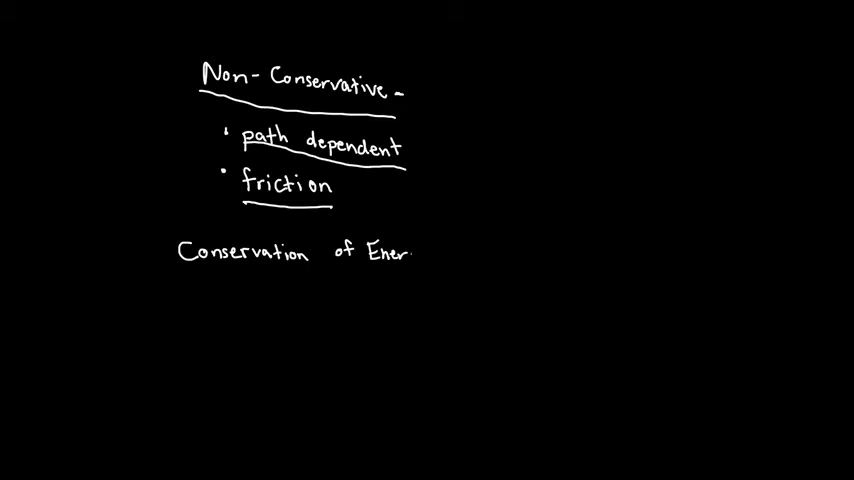 Non-Conservative-
• path dependent
• friction
Conservation of Ener